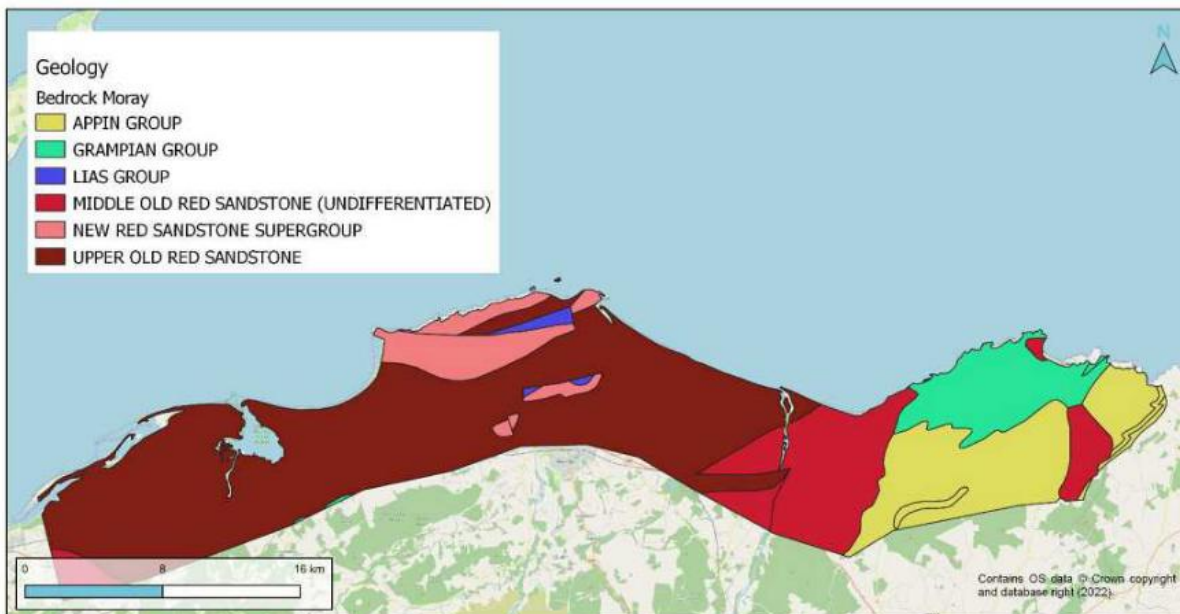 N
Geology
Bedrock Moray
APPIN GROUP
GRAMPIAN GROUP
LIAS GROUP
MIDDLE OLD RED SANDSTONE (UNDIFFERENTIATED)
NEW RED SANDSTONE SUPERGROUP
UPPER OLD RED SANDSTONE
0 8 16 km
Contains OS data © Crown copyright
and database right (2022).